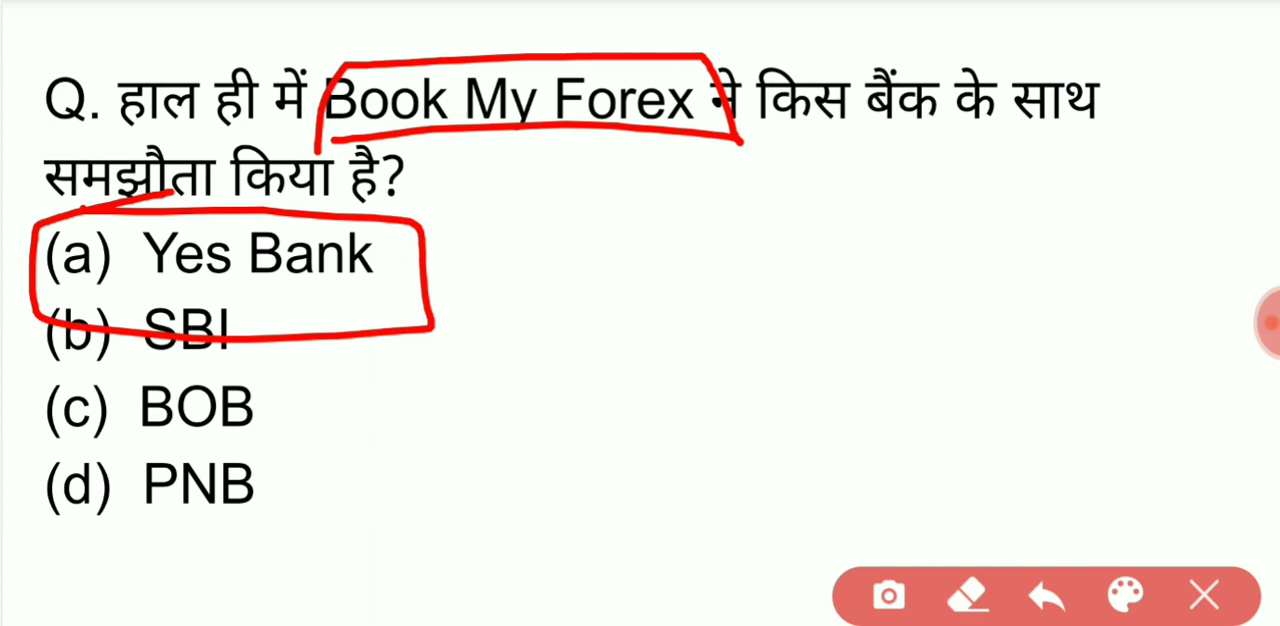 Q. हाल ही में Book My Forex ने किस बैंक के साथ
समझौता किया है?
(a) Yes Bank
(b) SBI
(c) BOB
(d) PNB